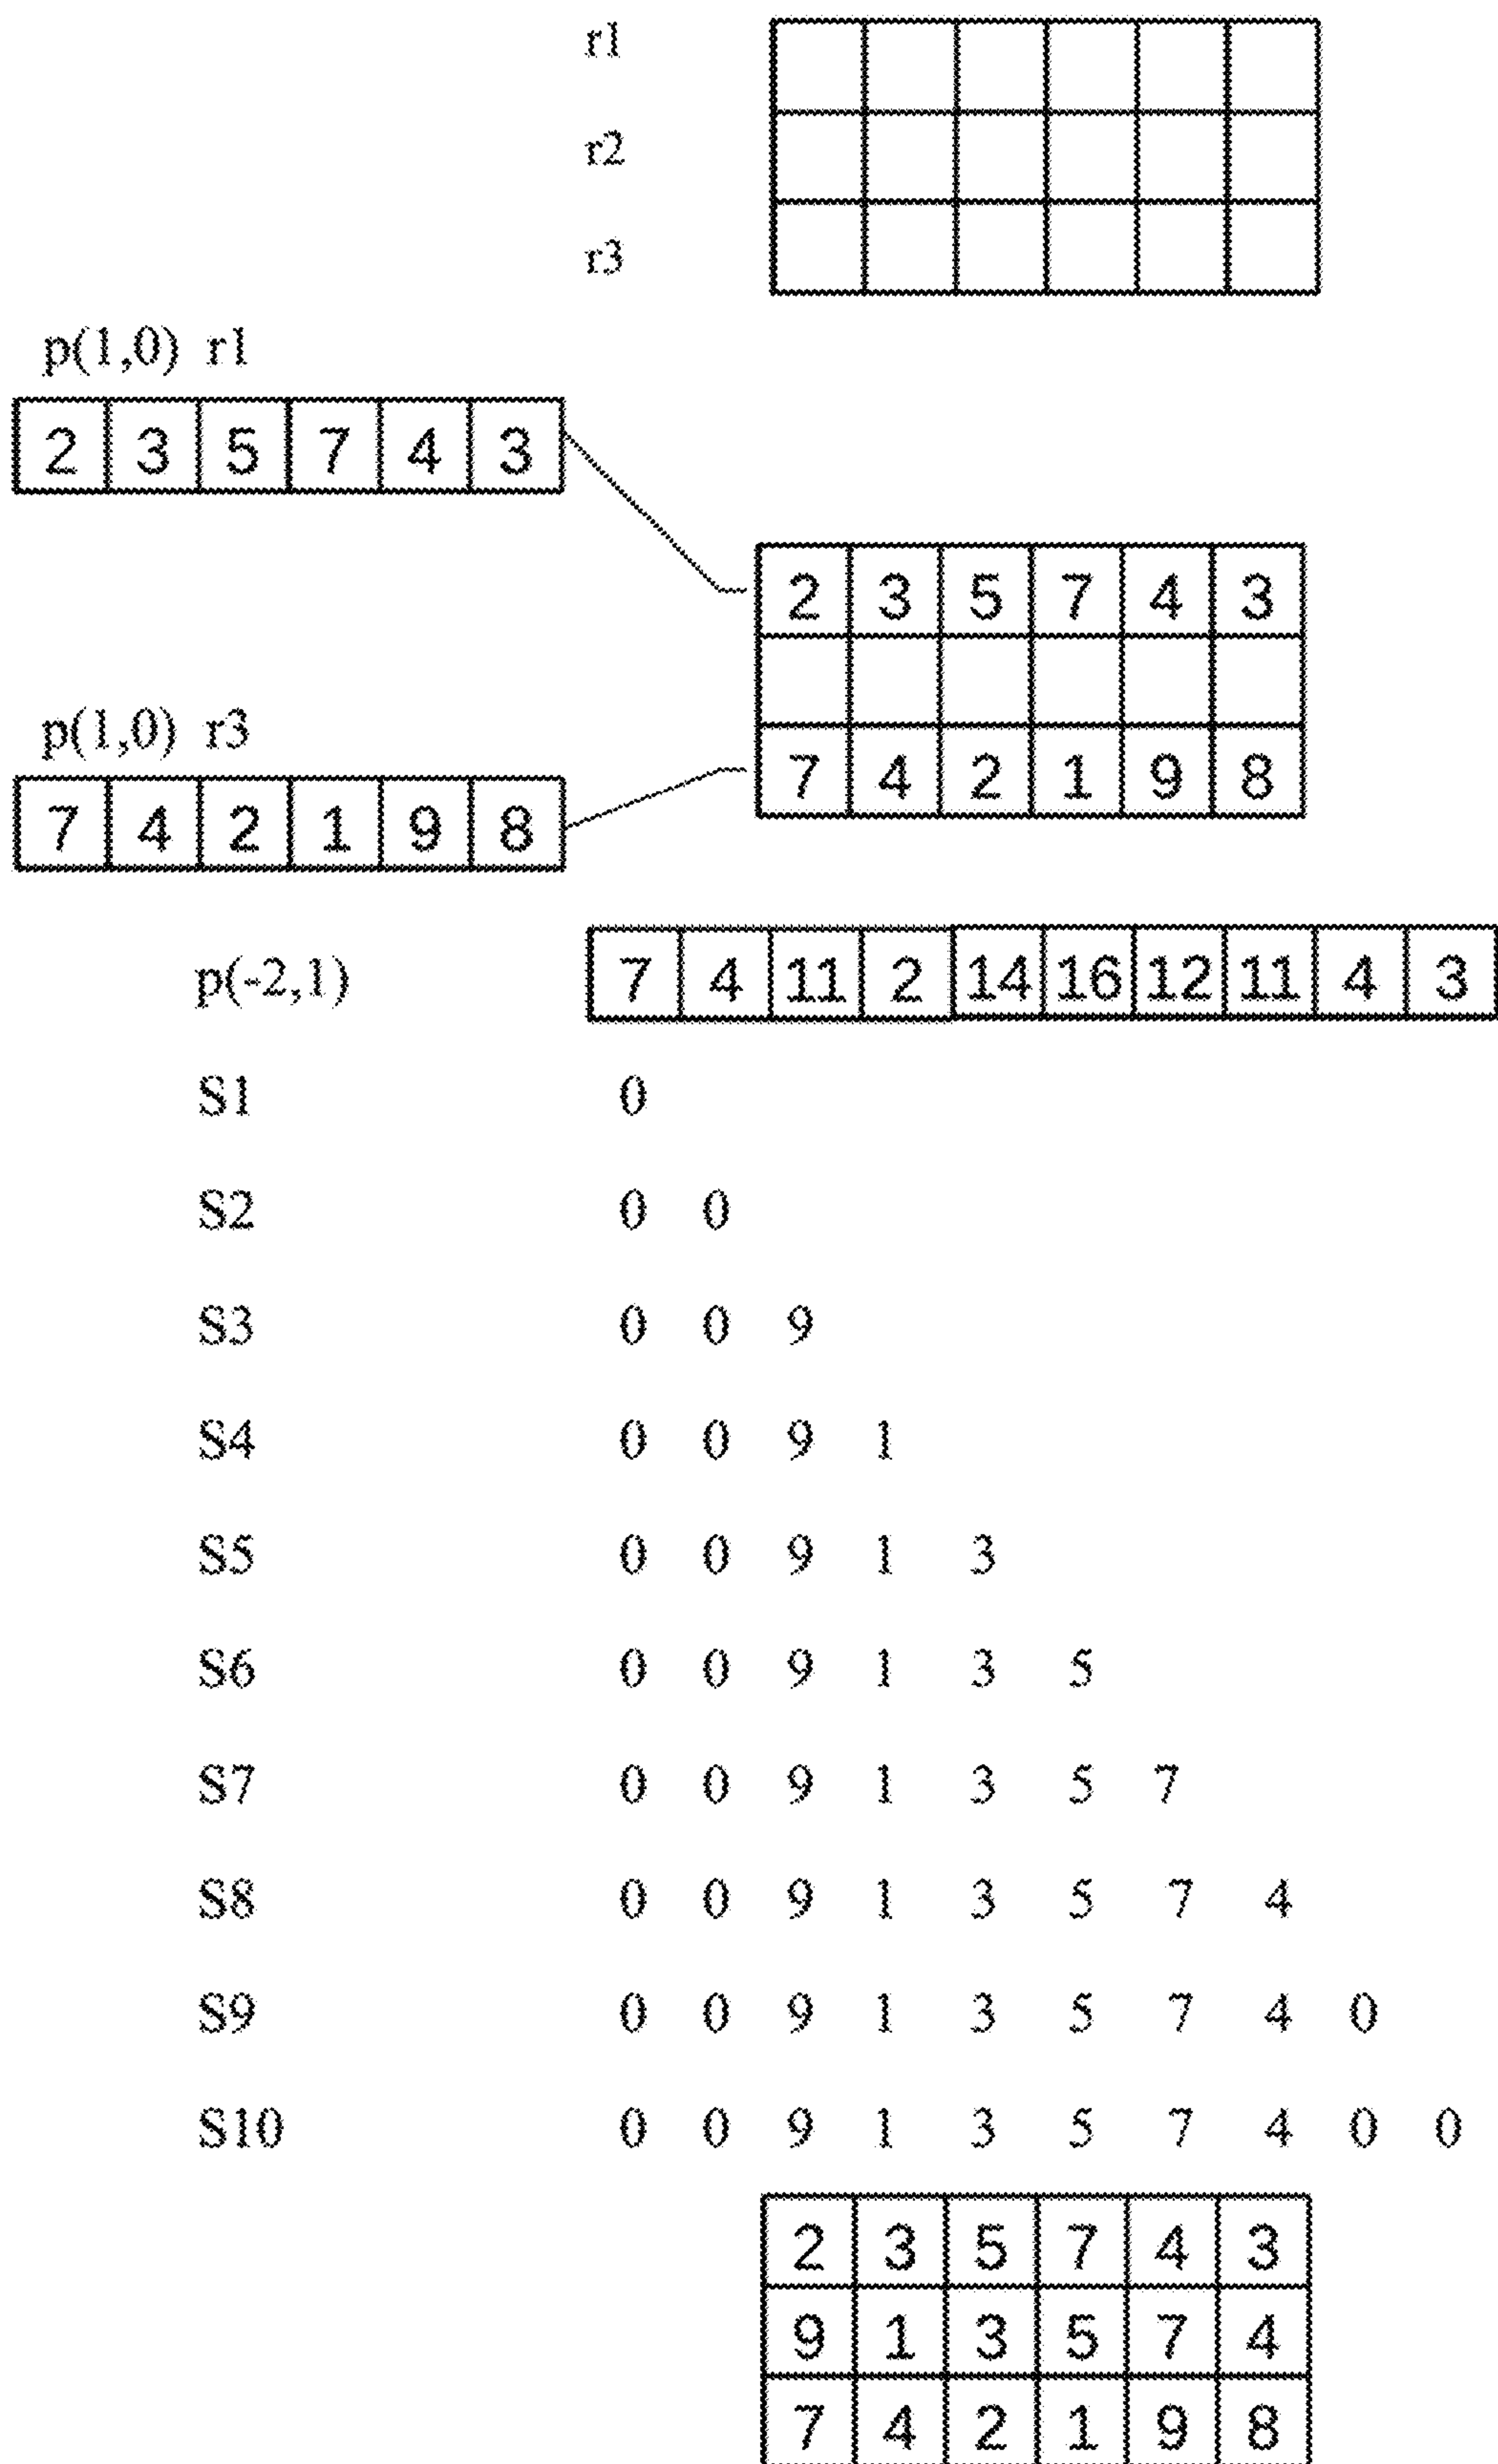 r1
r2
r3
p(1,0) r1
2 3 5 7 4 3
2 3 5 7 4 3
p(1,0) r3
7 4 2 1 9 8
7 4 2 1 9 8
p(-2,1) 7 4 11 2 14 16 12 11 4 3
S1 0
S2 0 0
S3 0 0 9
S4 0 0 9 1
S5 0 0 9 1 3
S6 0 0 9 1 3 5
S7 0 0 9 1 3 5 7
S8 0 0 9 1 3 5 7 4
S9 0 0 9 1 3 5 7 4 0
S10 0 0 9 1 3 5 7 4 0 0
2 3 5 7 4 3
9 1 3 5 7 4
7 4 2 1 9 8